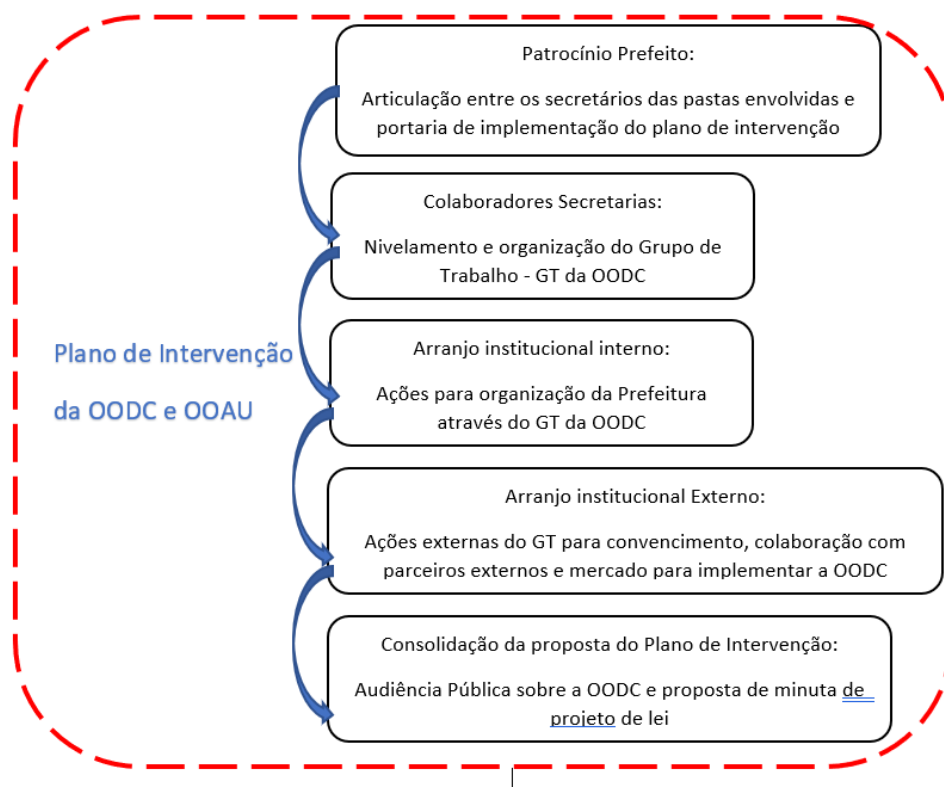 Patrocínio Prefeito:
Articulação entre os secretários das pastas envolvidas e
portaria de implementação do plano de intervenção
Colaboradores Secretarias:
Nivelamento e organização do Grupo de
Trabalho - GT da OODC
Plano de Intervenção
da OODC e OOAU
Arranjo institucional interno:
Ações para organização da Prefeitura
através do GT da OODC
Arranjo institucional Externo:
Ações externas do GT para convencimento, colaboração com
parceiros externos e mercado para implementar a OODC
Consolidação da proposta do Plano de Intervenção:
Audiência Pública sobre a OODC e proposta de minuta de
projeto de lei